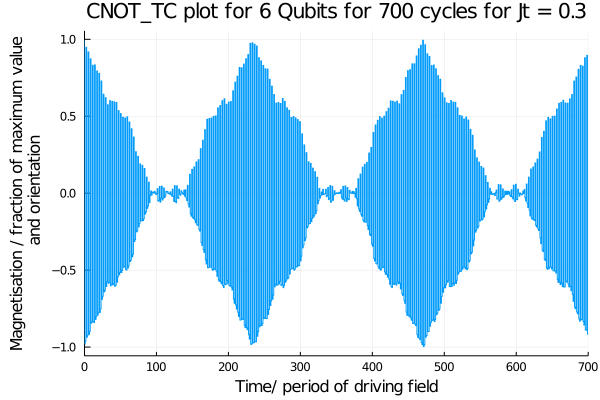 CNOT_TC plot for 6 Qubits for 700 cycles for Jt = 0.3
Magnetisation / fraction of maximum value
and orientation
1.0
0.5
0.0
−0.5
−1.0
0 100 200 300 400 500 600 700
Time/ period of driving field